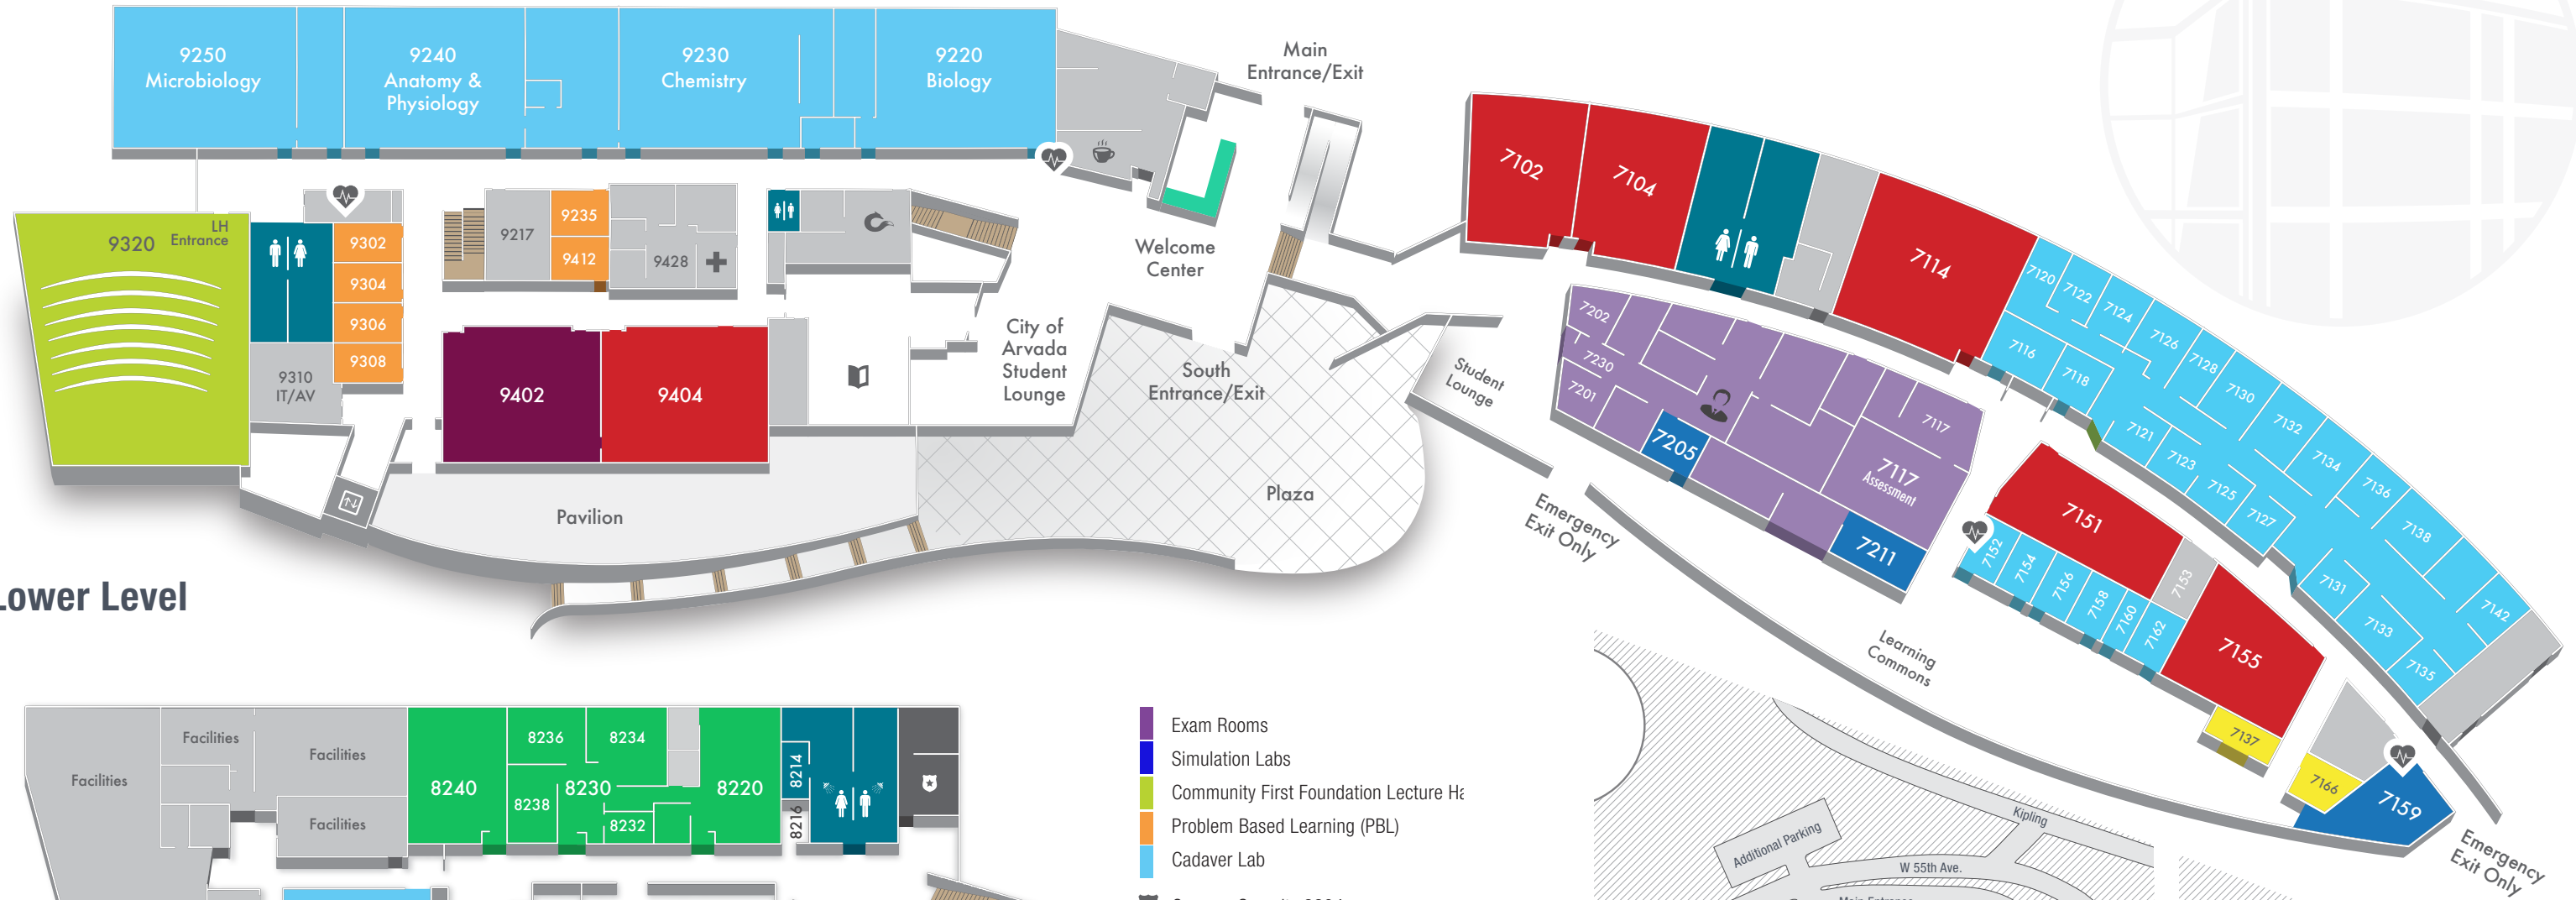 9250
Microbiology
9240
Anatomy &
Physiology
9230
Chemistry
9220
Biology
Main
Entrance/Exit
7102
7104
7114
7120
7122
7124
7126
7128
7130
7132
7134
7136
7138
7142
7116
7118
7121
7123
7125
7127
7131
7133
7135
9320
LH
Entrance
9302
9304
9306
9308
9310
IT/AV
9217
9235
9412
9428
9402
9404
Welcome
Center
City of
Arvada
Student
Lounge
South
Entrance/Exit
Plaza
Pavilion
Student
Lounge
7202
7230
7201
7205
7117
7117
Assessment
7211
Emergency
Exit Only
7151
7152
7154
7156
7158
7160
7162
7153
7155
7137
7166
7159
Learning
Commons
Emergency
Exit Only
Lower Level
Facilities
Facilities
Facilities
Facilities
8240
8236
8234
8238
8230
8232
8220
8214
8216
Exam Rooms
Simulation Labs
Community First Foundation Lecture Ha
Problem Based Learning (PBL)
Cadaver Lab
Kipling
Additional Parking
W 55th Ave.